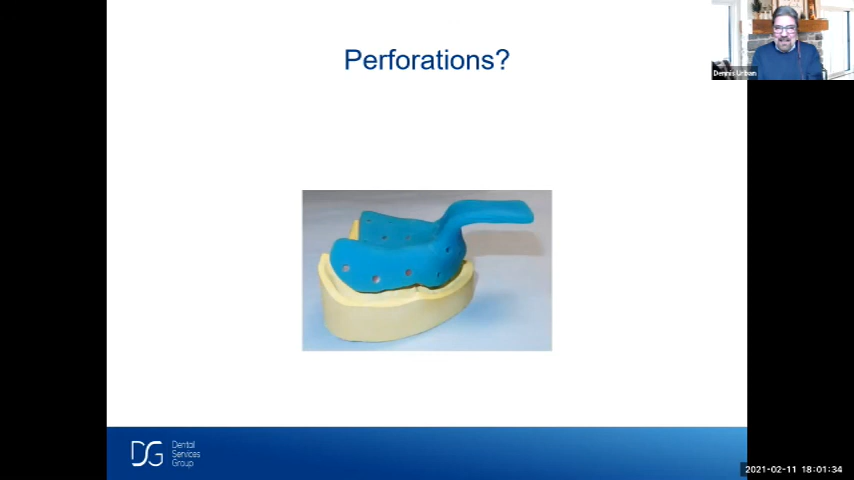 Perforations?
Dennis Urban
DG
Dental
Services
Group
2021-02-11 18:01:34